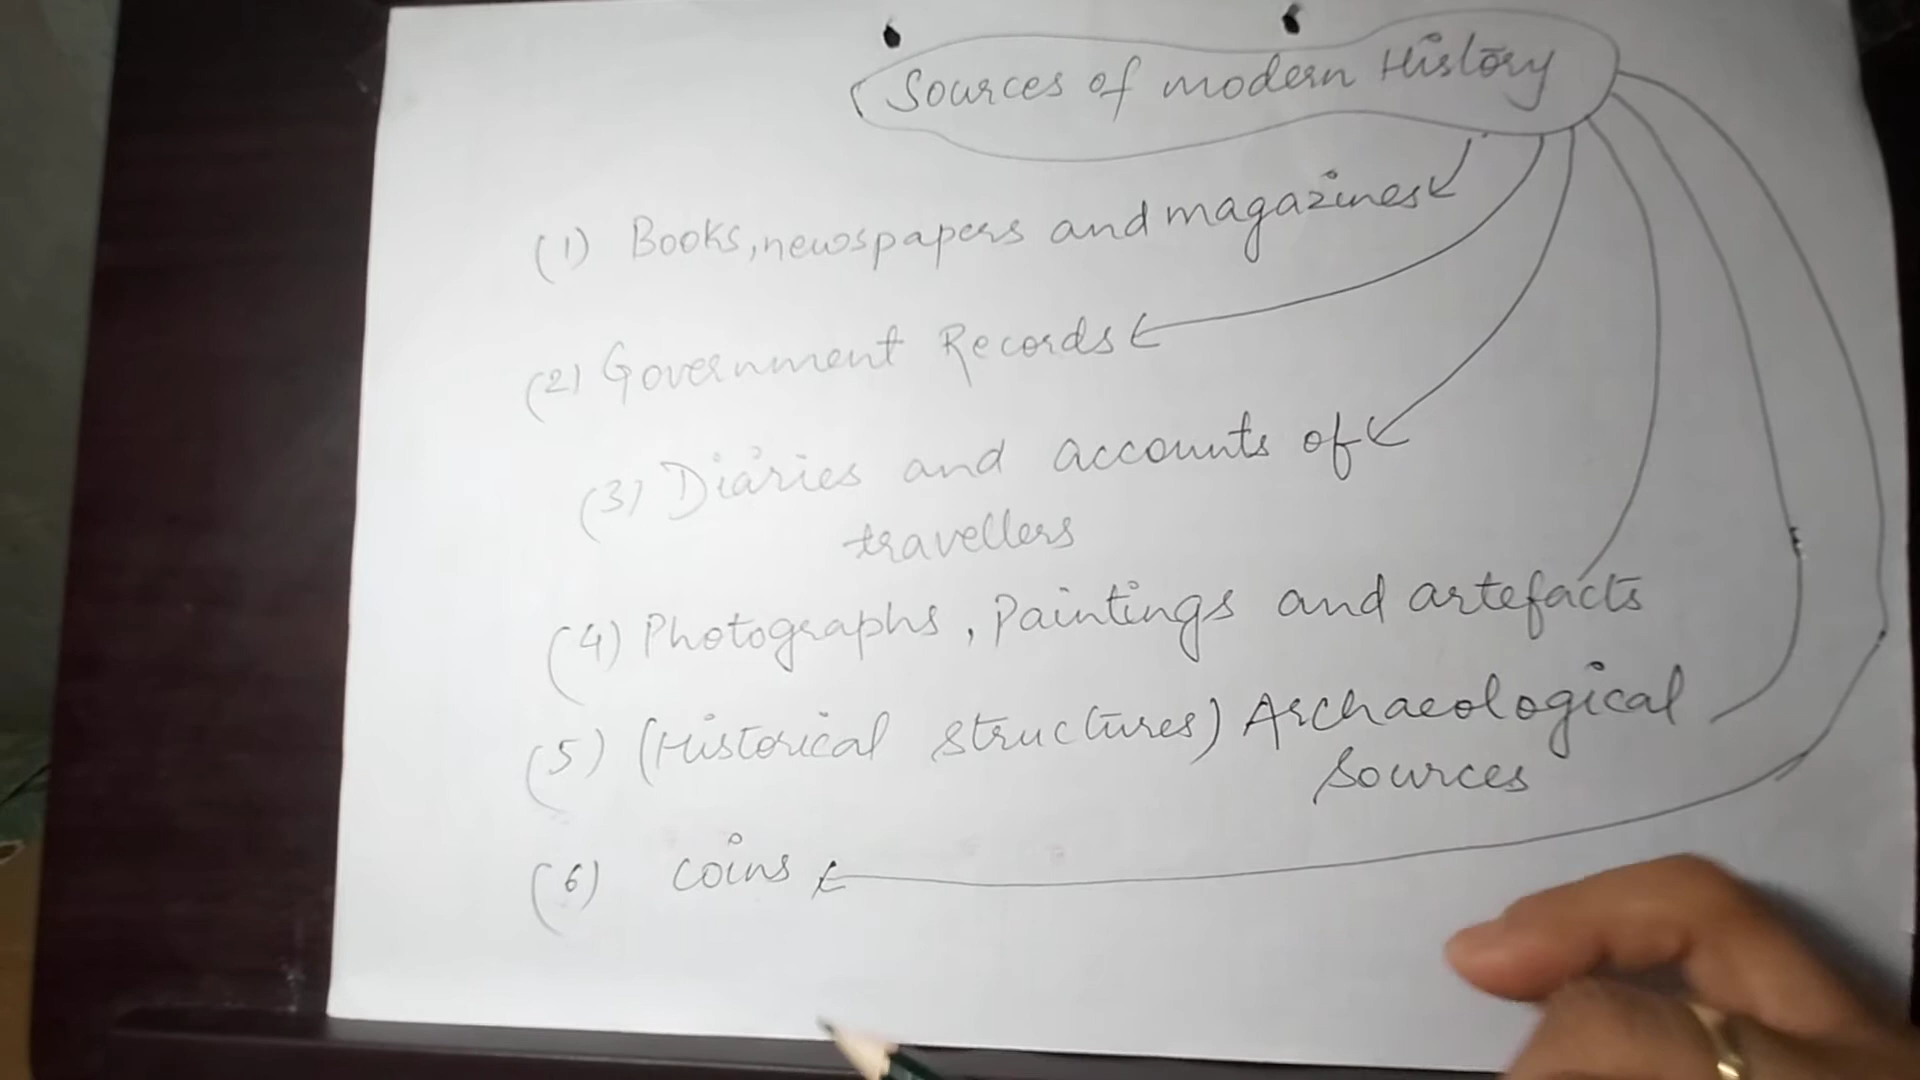 Sources of modern History
(1) Books, newspapers and magazines
(2) Government Records
(3) Diaries and accounts of
travellers
(4) Photographs, Paintings and artefacts
(5) (Historical structures) Archaeological
Sources
(6) coins